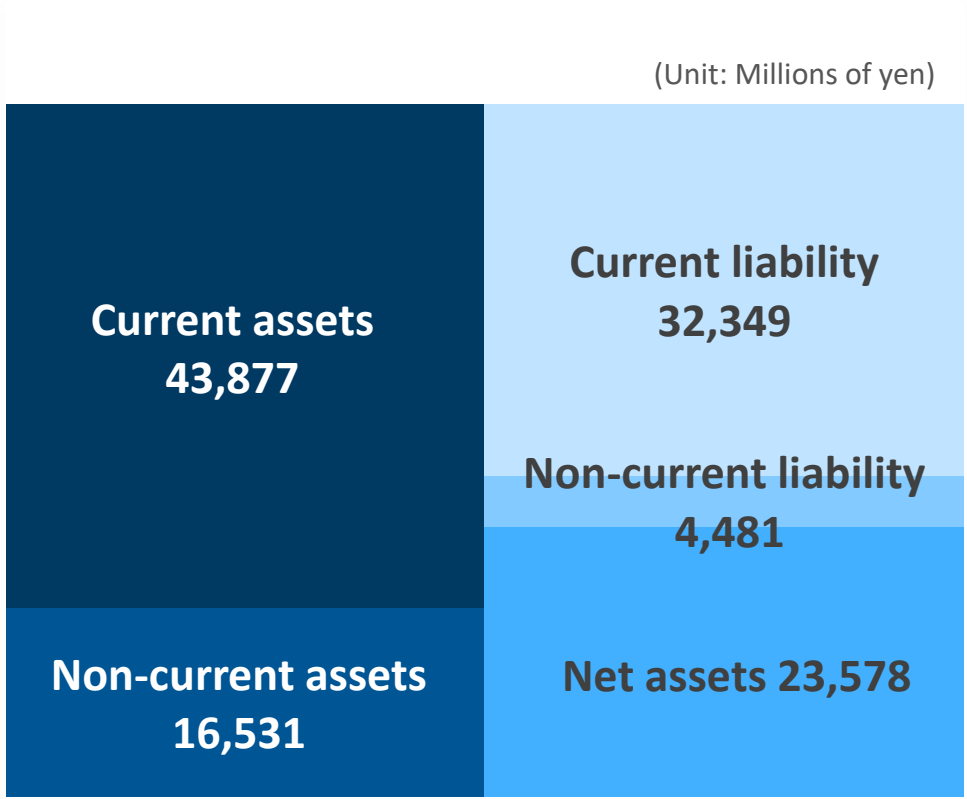 (Unit: Millions of yen)
Current assets
43,877
Non-current assets
16,531
Current liability
32,349
Non-current liability
4,481
Net assets 23,578